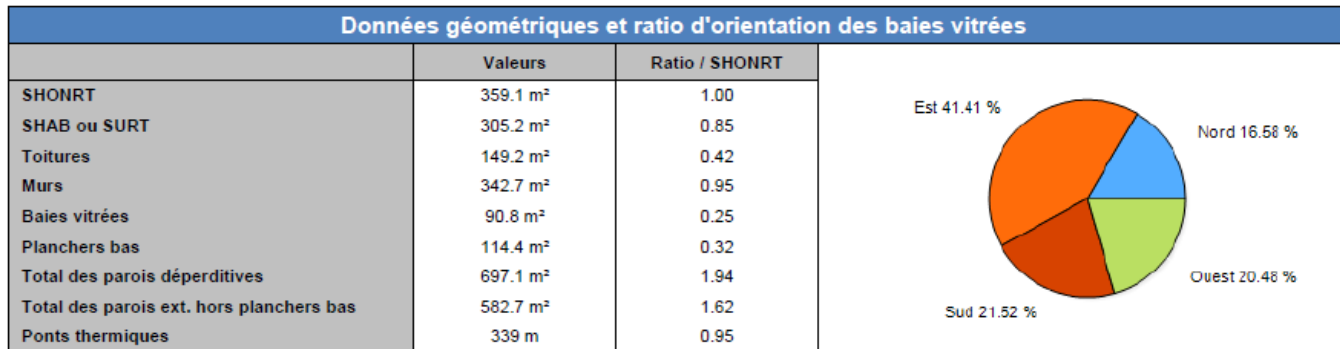 Données géométriques et ratio d'orientation des baies vitrées
Valeurs Ratio / SHONRT
SHONRT 359.1 m² 1.00
SHAB ou SURT 305.2 m² 0.85
Toitures 149.2 m² 0.42
Murs 342.7 m² 0.95
Baies vitrées 90.8 m² 0.25
Planchers bas 114.4 m² 0.32
Total des parois déperditives 697.1 m² 1.94
Total des parois ext. hors planchers bas 582.7 m² 1.62
Ponts thermiques 339 m 0.95
Est 41.41 %
Nord 16.58 %
Ouest 20.48 %
Sud 21.52 %